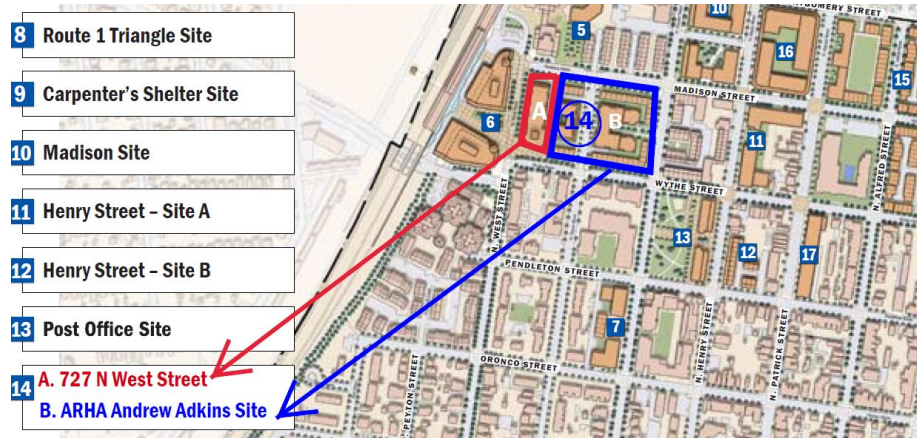 8 Route 1 Triangle Site
9 Carpenter's Shelter Site
10 Madison Site
11 Henry Street – Site A
12 Henry Street – Site B
13 Post Office Site
14 A. 727 N West Street
B. ARHA Andrew Adkins Site
10
5
16
15
MADISON STREET
A
14
B
6
11
N. ALFRED STREET
WYTHE STREET
N. WEST STREET
13
12
17
PENDLETON STREET
7
N. HENRY STREET
N. PATRICK STREET
ORONCO STREET
N. PEYTON STREET